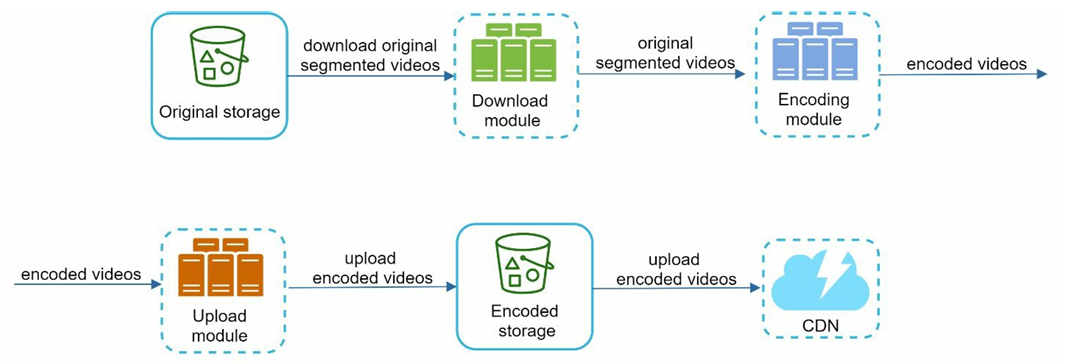 download original
segmented videos
Original storage
Download
module
original
segmented videos
Encoding
module
encoded videos
encoded videos
Upload
module
upload
encoded videos
Encoded
storage
upload
encoded videos
CDN